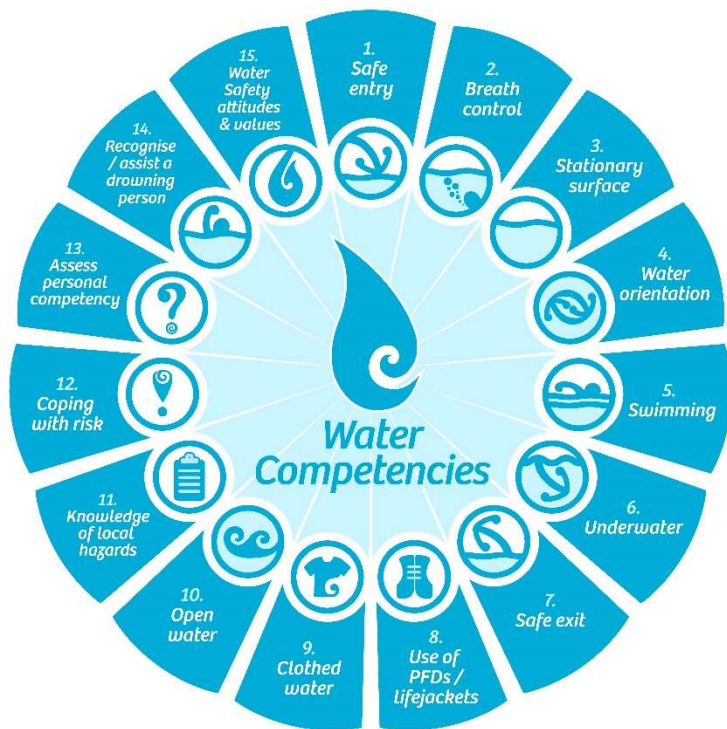 1.
Safe
entry
2.
Breath
control
3.
Stationary
surface
4.
Water
orientation
5.
Swimming
6.
Underwater
7.
Safe exit
8.
Use of
PFDs /
lifejackets
9.
Clothed
water
10.
Open
water
11.
Knowledge
of local
hazards
12.
Coping
with risk
13.
Assess
personal
competency
14.
Recognise
/ assist a
drowning
person
15.
Water
Safety
attitudes
& values
Water
Competencies